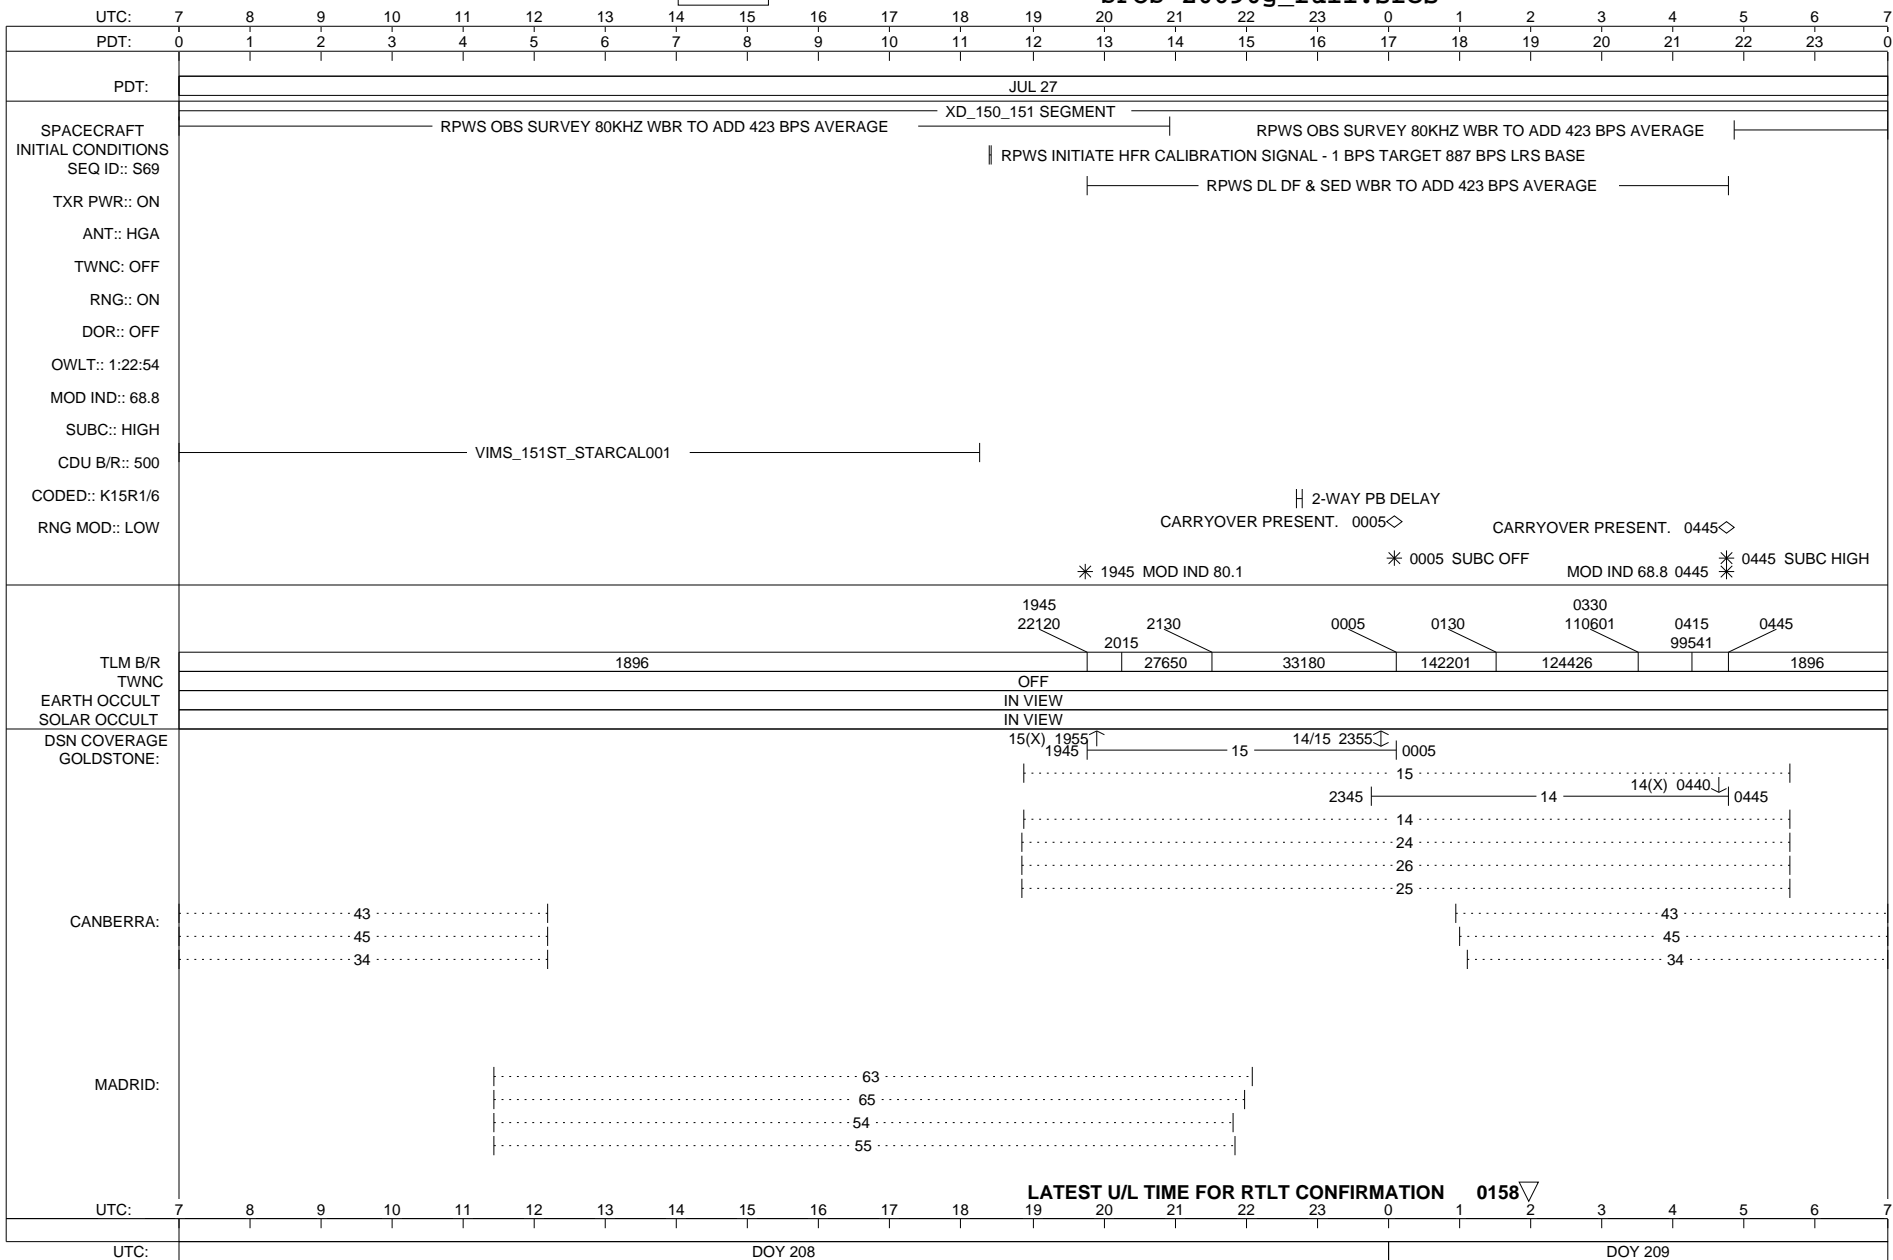 UTC: 7 8 9 10 11 12 13 14 15 16 17 18 19 20 21 22 23 0 1 2 3 4 5 6 7
PDT: 0 1 2 3 4 5 6 7 8 9 10 11 12 13 14 15 16 17 18 19 20 21 22 23 0
PDT: JUL 27
XD_150_151 SEGMENT
SPACECRAFT RPWS OBS SURVEY 80KHZ WBR TO ADD 423 BPS AVERAGE RPWS OBS SURVEY 80KHZ WBR TO ADD 423 BPS AVERAGE
INITIAL CONDITIONS RPWS INITIATE HFR CALIBRATION SIGNAL - 1 BPS TARGET 887 BPS LRS BASE
SEQ ID:: S69
RPWS DL DF & SED WBR TO ADD 423 BPS AVERAGE
TXR PWR:: ON
ANT:: HGA
TWNC: OFF
RNG:: ON
DOR:: OFF
OWLT:: 1:22:54
MOD IND:: 68.8
SUBC:: HIGH
VIMS_151ST_STARCAL001
CDU B/R:: 500
CODED:: K15R1/6 2-WAY PB DELAY
CARRYOVER PRESENT. 0005
RNG MOD:: LOW CARRYOVER PRESENT. 0445
0005 SUBC OFF 0445 SUBC HIGH
1945 MOD IND 80.1 MOD IND 68.8 0445
1945 0330
22120 2130 0005 0130 110601 0415 0445
2015 99541
TLM B/R 1896 27650 33180 142201 124426 1896
TWNC OFF
EARTH OCCULT IN VIEW
SOLAR OCCULT IN VIEW
DSN COVERAGE 15(X) 1955 14/15 2355
GOLDSTONE: 1945 15 0005
15
14(X) 0440
2345 14 0445
14
24
26
25
CANBERRA: 43 43
45 45
34 34
MADRID: 63
65
54
55
LATEST U/L TIME FOR RTLT CONFIRMATION 0158
UTC: 7 8 9 10 11 12 13 14 15 16 17 18 19 20 21 22 23 0 1 2 3 4 5 6 7
UTC: DOY 208 DOY 209